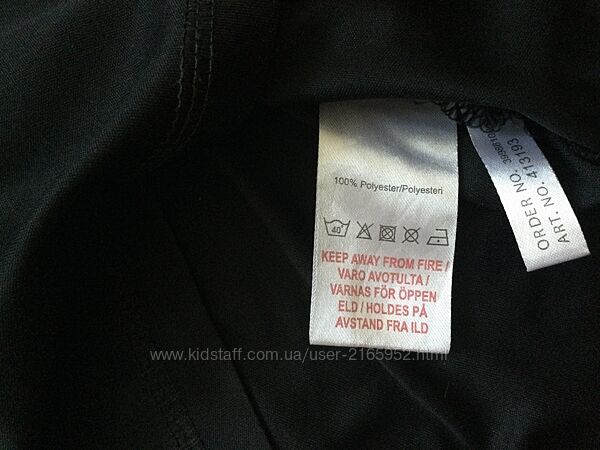 100% Polyester/Polyesteri
40°
KEEP AWAY FROM FIRE /
VARO AVOTULTA /
VARNAS FÖR ÖPPEN
ELD / HOLDES PÅ
AVSTAND FRA ILD
ORDER NO.
ART. NO. 413193
www.kidstaff.com.ua/user-2165952.html